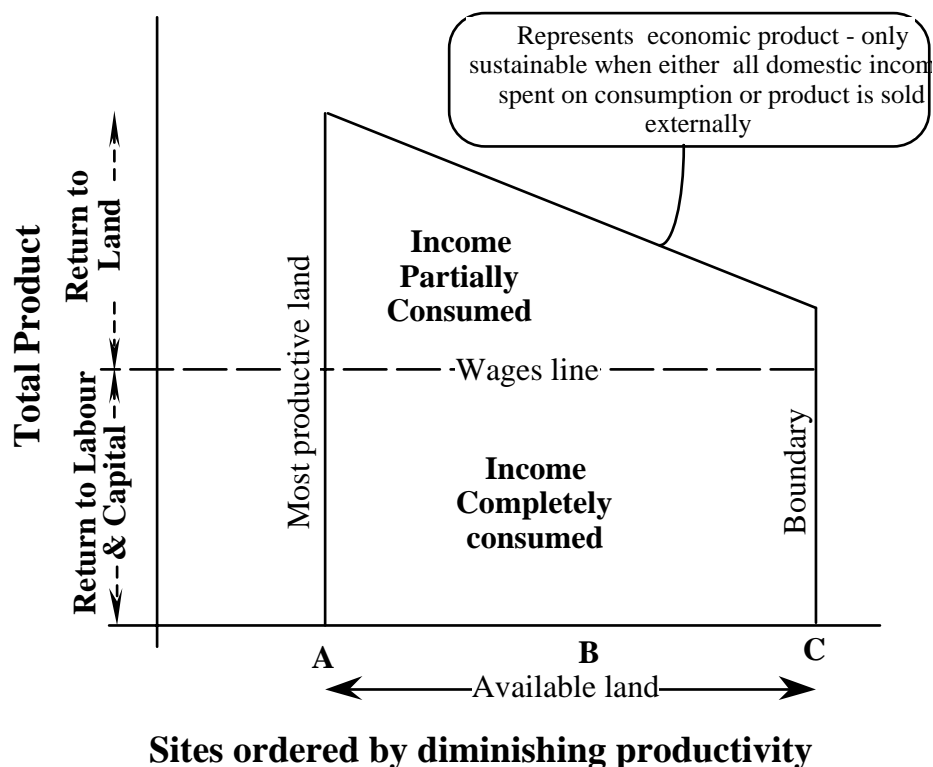 Represents economic product - only
sustainable when either all domestic incom
spent on consumption or product is sold
externally
Total Product
Return to
Land
Return to Labour
& Capital
Most productive land
Income
Partially
Consumed
Wages line
Income
Completely
consumed
Boundary
A
B
C
Available land
Sites ordered by diminishing productivity